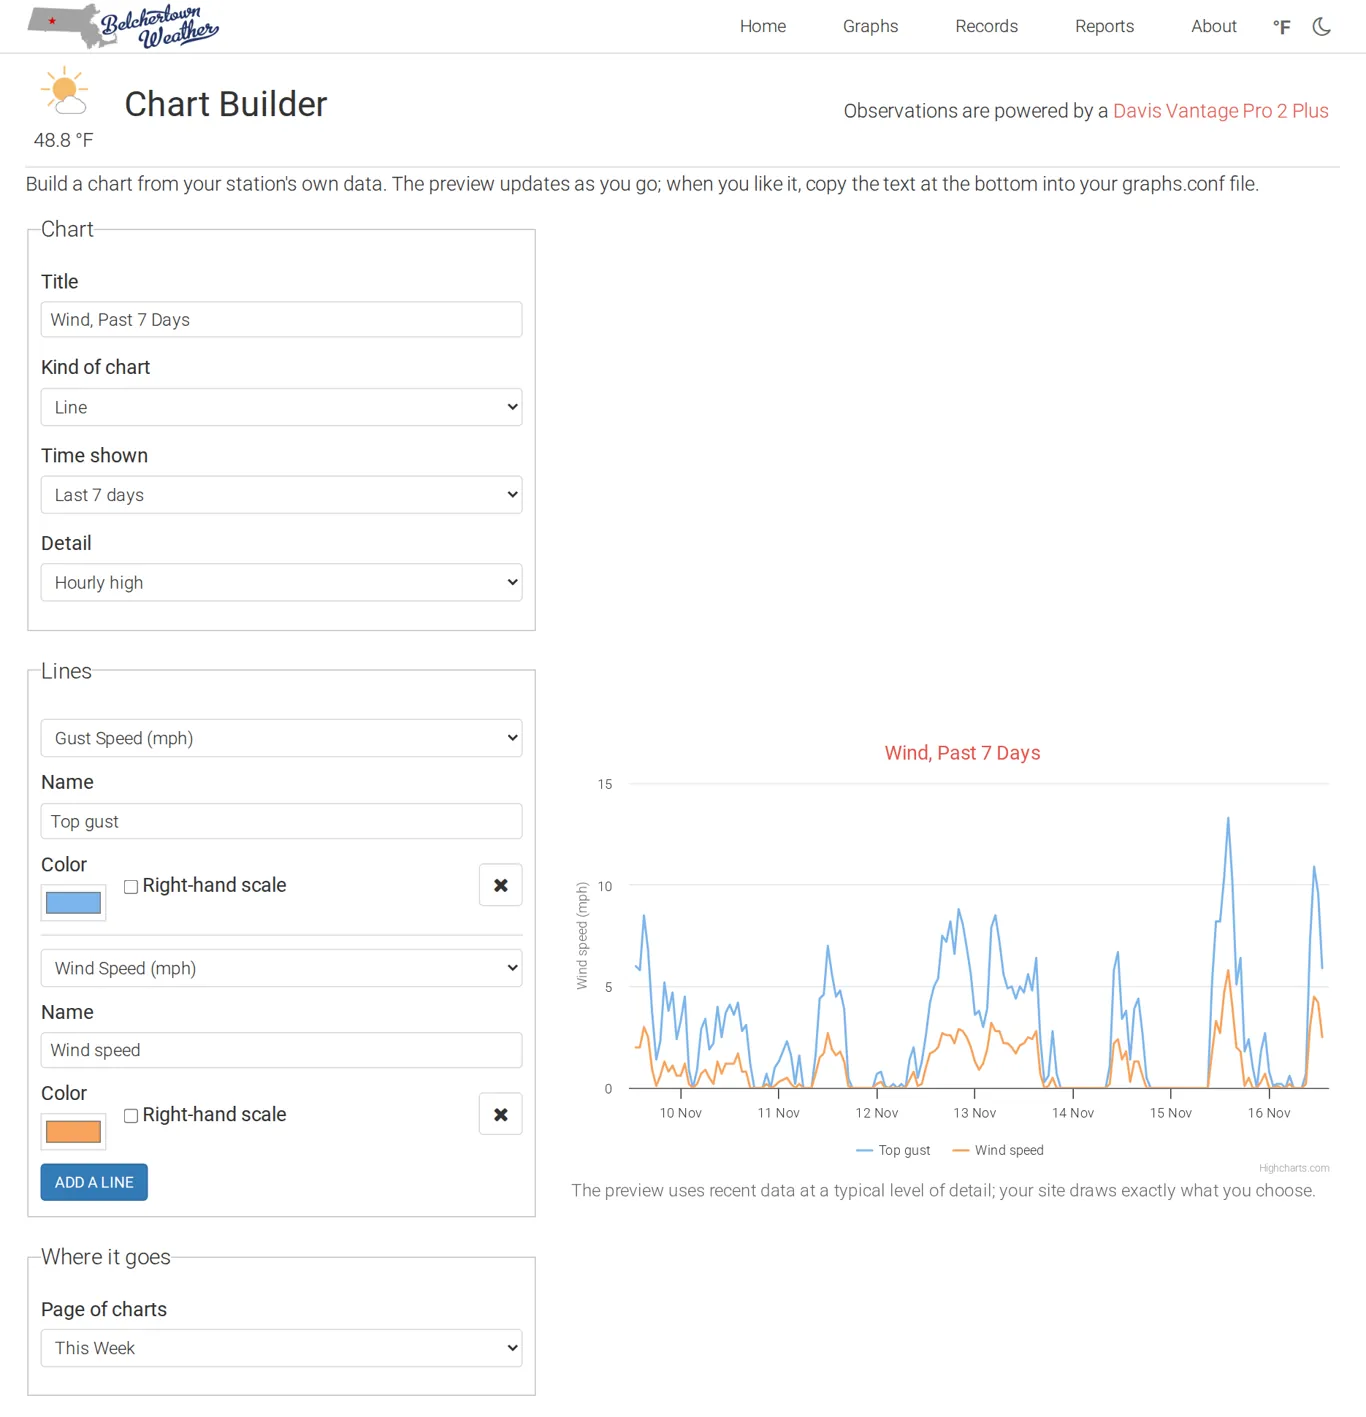 Belchertown
Weather
Home
Graphs
Records
Reports
About
°F
48.8 °F
Chart Builder
Observations are powered by a Davis Vantage Pro 2 Plus
Build a chart from your station's own data. The preview updates as you go; when you like it, copy the text at the bottom into your graphs.conf file.
Chart
Title
Wind, Past 7 Days
Kind of chart
Line
Time shown
Last 7 days
Detail
Hourly high
Lines
Gust Speed (mph)
Name
Top gust
Color
Right-hand scale
Wind Speed (mph)
Name
Wind speed
Color
Right-hand scale
ADD A LINE
Wind, Past 7 Days
Wind speed (mph)
15
10
5
0
10 Nov
11 Nov
12 Nov
13 Nov
14 Nov
15 Nov
16 Nov
Top gust
Wind speed
Highcharts.com
The preview uses recent data at a typical level of detail; your site draws exactly what you choose.
Where it goes
Page of charts
This Week